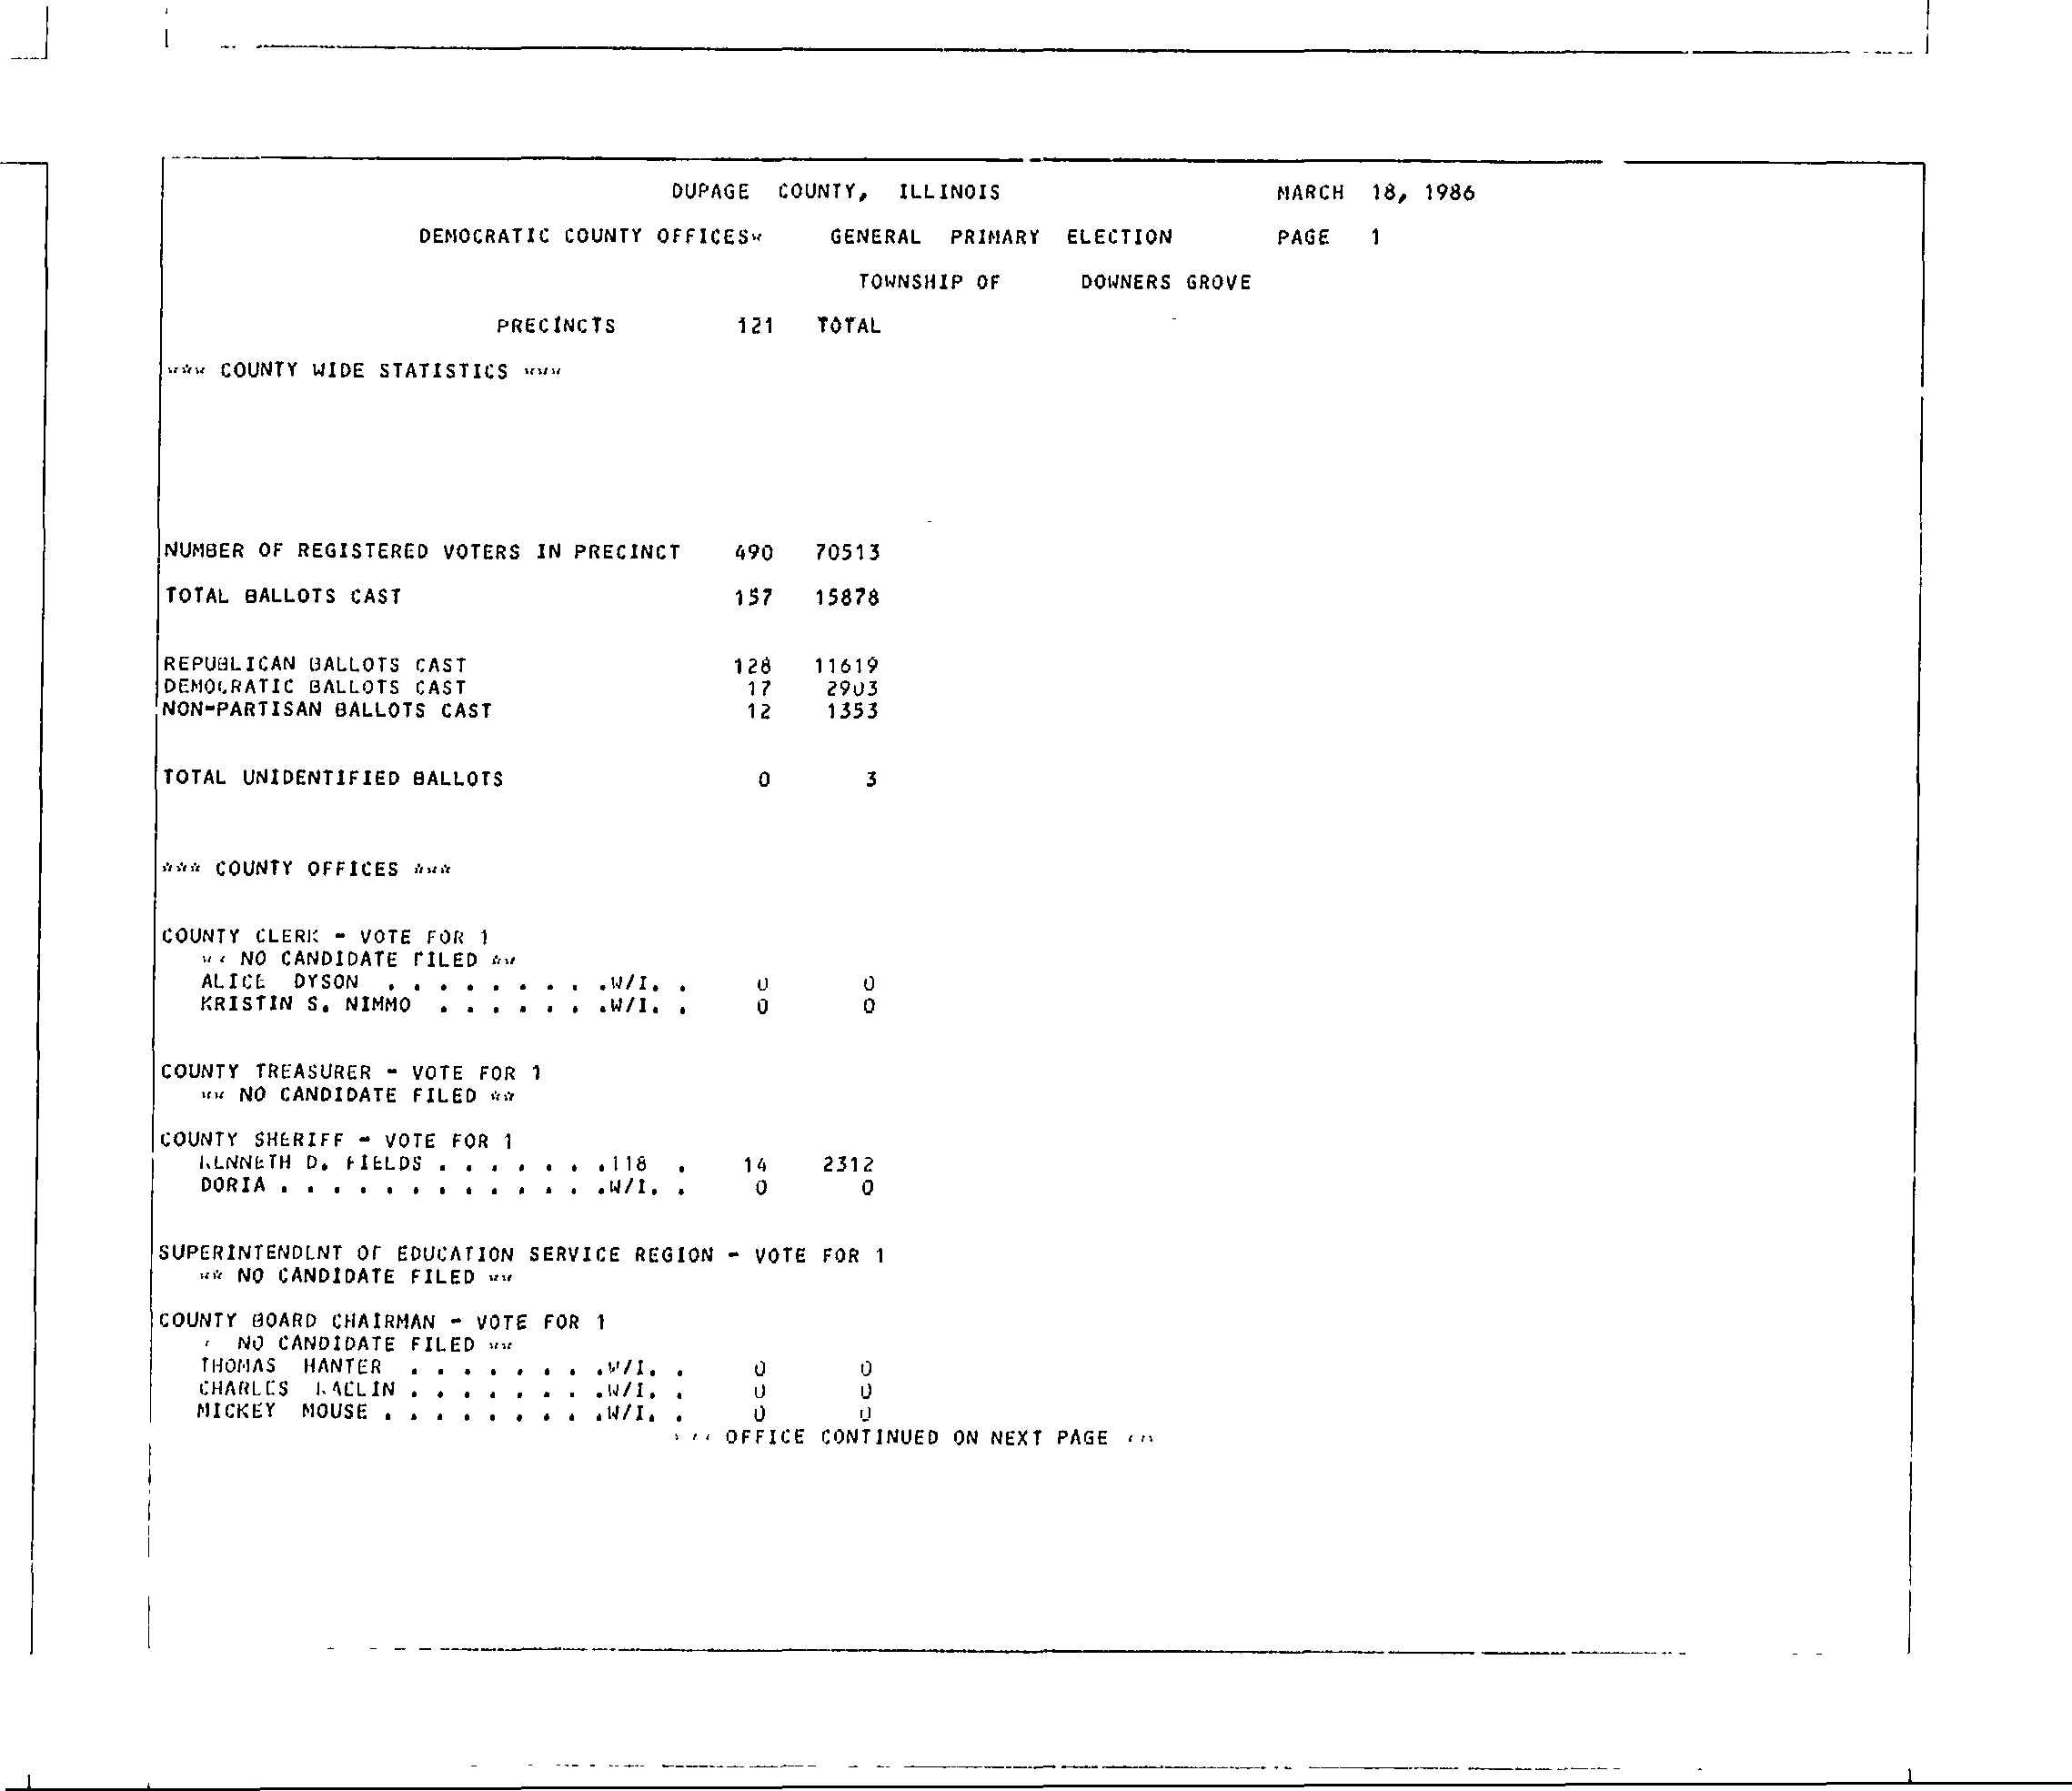 DUPAGE COUNTY, ILLINOIS MARCH 18, 1986
DEMOCRATIC COUNTY OFFICES* GENERAL PRIMARY ELECTION PAGE 1
TOWNSHIP OF DOWNERS GROVE
PRECINCTS 121 TOTAL
*** COUNTY WIDE STATISTICS ***
NUMBER OF REGISTERED VOTERS IN PRECINCT 490 70513
TOTAL BALLOTS CAST 157 15878
REPUBLICAN BALLOTS CAST 128 11619
DEMOCRATIC BALLOTS CAST 17 2903
NON-PARTISAN BALLOTS CAST 12 1353
TOTAL UNIDENTIFIED BALLOTS 0 3
*** COUNTY OFFICES ***
COUNTY CLERK - VOTE FOR 1
** NO CANDIDATE FILED **
ALICE DYSON . . . . . . . . .W/I. . 0 0
KRISTIN S. NIMMO . . . . . . .W/I. . 0 0
COUNTY TREASURER - VOTE FOR 1
** NO CANDIDATE FILED **
COUNTY SHERIFF - VOTE FOR 1
KENNETH D. FIELDS . . . . . . .118 . 14 2312
DORIA . . . . . . . . . . . . .W/I. . 0 0
SUPERINTENDENT OF EDUCATION SERVICE REGION - VOTE FOR 1
** NO CANDIDATE FILED **
COUNTY BOARD CHAIRMAN - VOTE FOR 1
NO CANDIDATE FILED **
THOMAS HANTER . . . . . . . .W/I. . 0 0
CHARLES . . . . . . . .W/I. . 0 0
MICKEY MOUSE . . . . . . . . .W/I. . 0 0
*** OFFICE CONTINUED ON NEXT PAGE ***